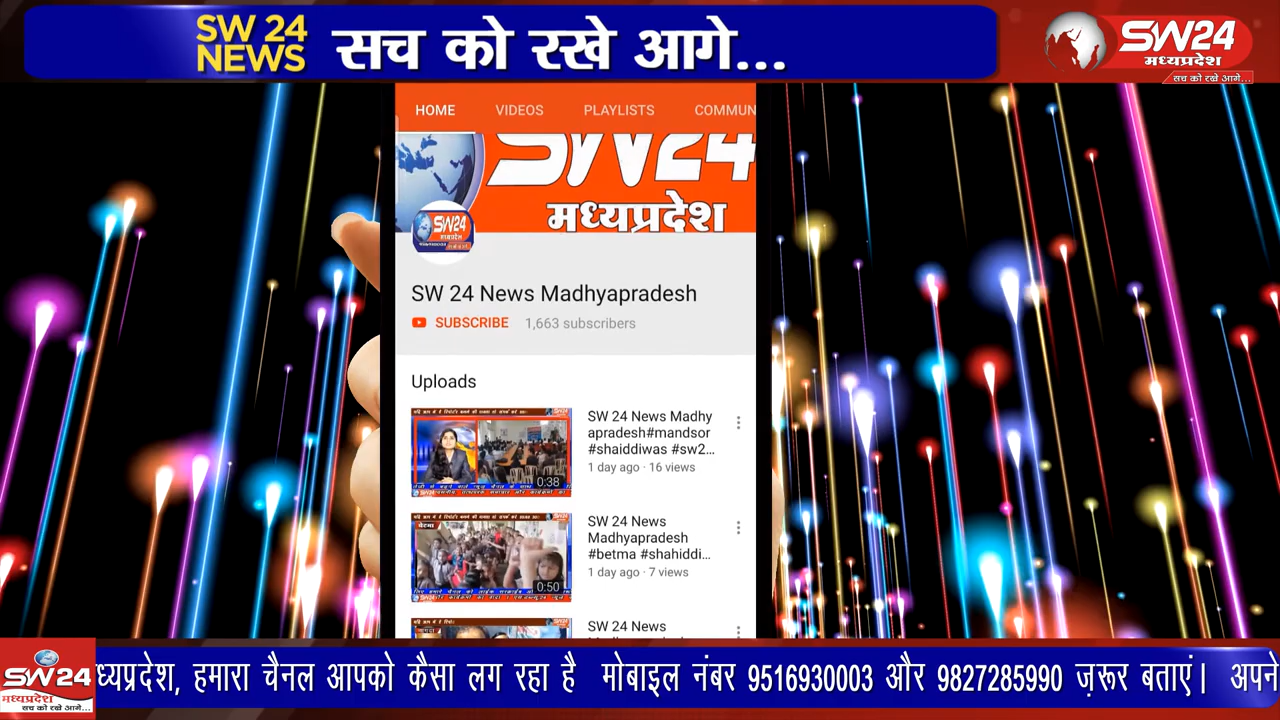 SW 24
NEWS
सच को रखे आगे...
SW24
मध्यप्रदेश
सच को रखे आगे...
HOME VIDEOS PLAYLISTS COMMUN
SW24
मध्यप्रदेश
SW24
SW 24 News Madhyapradesh
SUBSCRIBE 1,663 subscribers
Uploads
SW 24 News Madhy
apradesh#mandsor
#shaiddiwas #sw2...
1 day ago · 16 views
0:38
SW 24 News
Madhyapradesh
#betma #shahiddi...
1 day ago · 7 views
बेटमा
0:50
SW 24 News
SW24
मध्यप्रदेश
सच को रखे आगे...
ध्यप्रदेश, हमारा चैनल आपको कैसा लग रहा है मोबाइल नंबर 9516930003 और 9827285990 ज़रूर बताएं। अपने